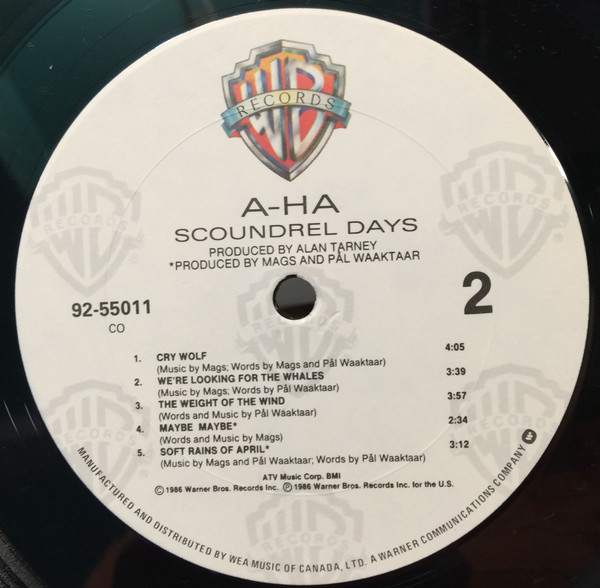 WB
RECORDS
A-HA
SCOUNDREL DAYS
PRODUCED BY ALAN TARNEY
*PRODUCED BY MAGS AND PÅL WAAKTAAR
92-55011
CO
2
1. CRY WOLF 4:05
(Music by Mags; Words by Mags and Pål Waaktaar)
2. WE'RE LOOKING FOR THE WHALES 3:39
(Music by Mags; Words by Pål Waaktaar)
3. THE WEIGHT OF THE WIND 3:57
(Words and Music by Pål Waaktaar)
4. MAYBE MAYBE* 2:34
(Words and Music by Mags)
5. SOFT RAINS OF APRIL* 3:12
(Music by Mags and Pål Waaktaar; Words by Pål Waaktaar)
ATV Music Corp. BMI
©1986 Warner Bros. Records Inc. ℗1986 Warner Bros. Records Inc. for the U.S.
MANUFACTURED AND DISTRIBUTED BY WEA MUSIC OF CANADA, LTD. A WARNER COMMUNICATIONS COMPANY